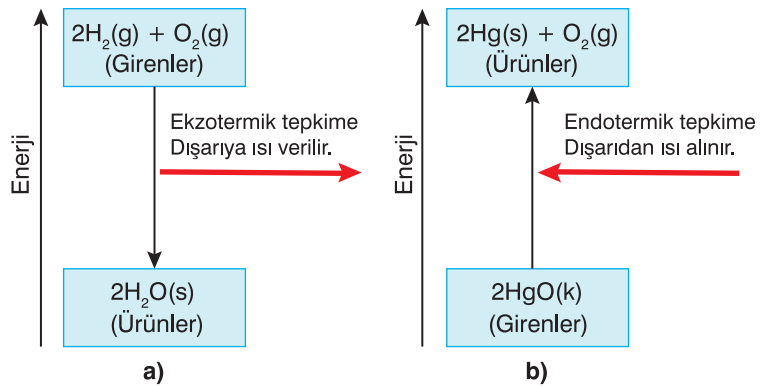 Enerji
2H₂(g) + O₂(g)
(Girenler)
Ekzotermik tepkime
Dışarıya ısı verilir.
2H₂O(s)
(Ürünler)
a)
Enerji
2Hg(s) + O₂(g)
(Ürünler)
Endotermik tepkime
Dışarıdan ısı alınır.
2HgO(k)
(Girenler)
b)